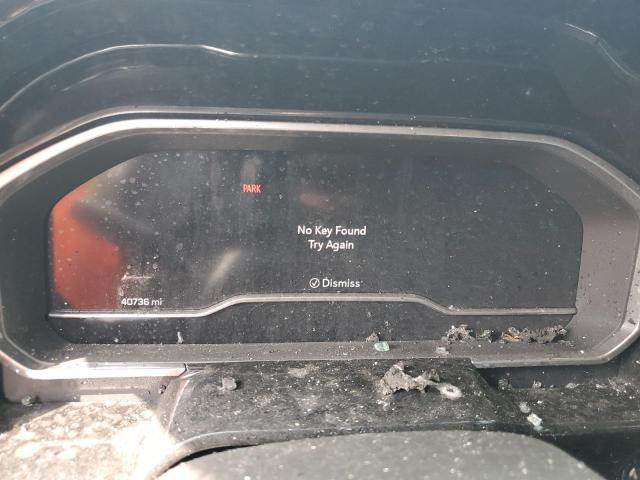 PARK
No Key Found
Try Again
Dismiss
40736 mi